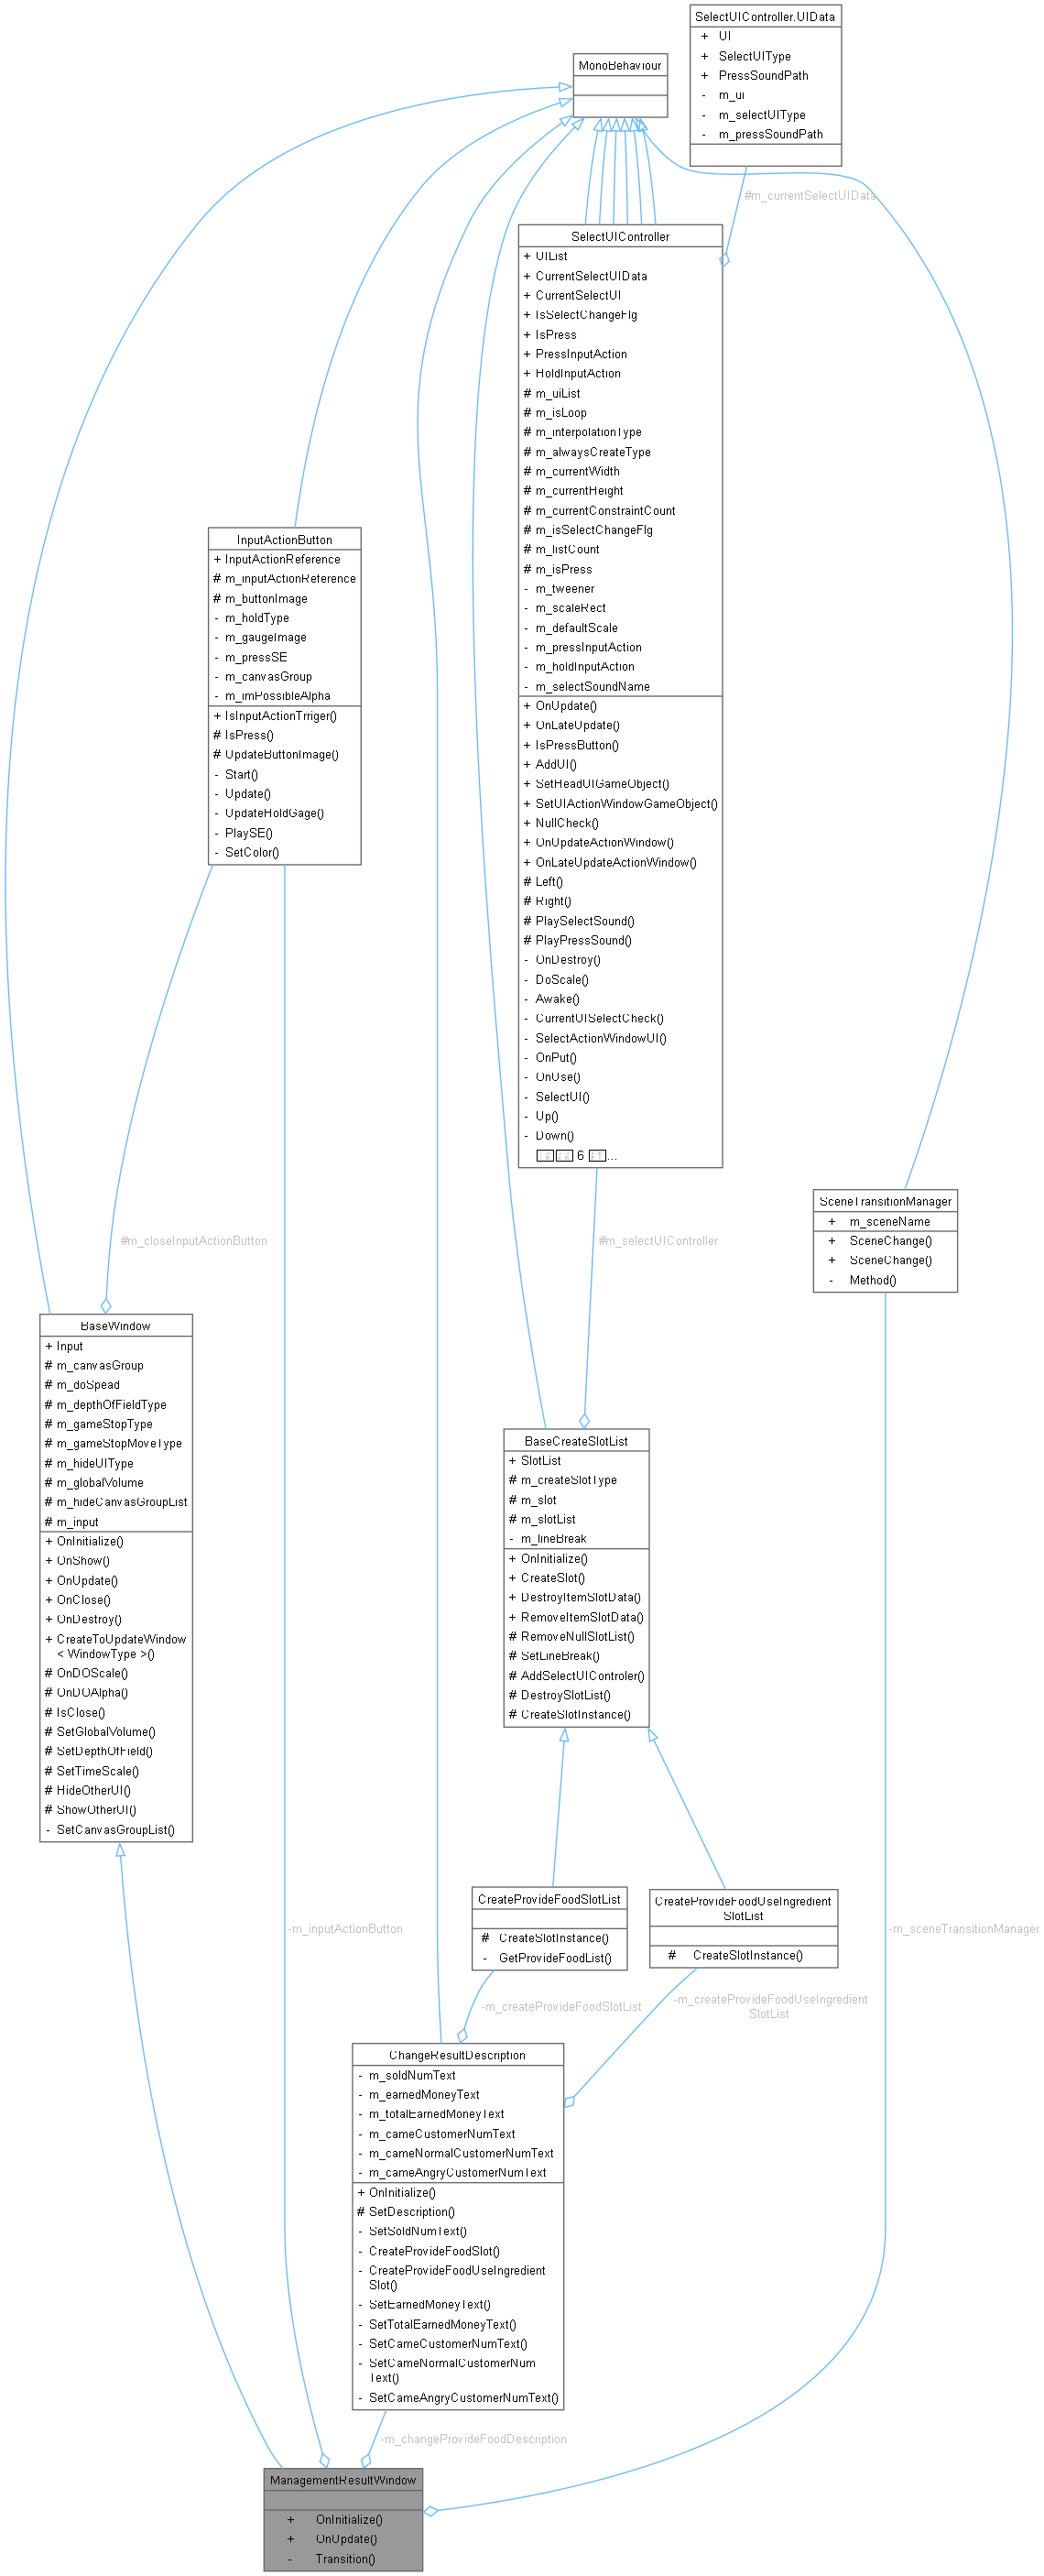 SelectUIController.UIData
+ UI
+ SelectUIType
+ PressSoundPath
- m_ui
- m_selectUIType
- m_pressSoundPath
MonoBehaviour
#m_currentSelectUIData
SelectUIController
+ UIList
+ CurrentSelectUIData
+ CurrentSelectUI
+ IsSelectChangeFlg
+ IsPress
+ PressInputAction
+ HoldInputAction
# m_uiList
# m_isLoop
# m_interpolationType
# m_alwaysCreateType
# m_currentWidth
# m_currentHeight
# m_currentConstraintCount
# m_isSelectChangeFlg
# m_listCount
# m_isPress
- m_tweener
- m_scaleRect
- m_defaultScale
- m_pressInputAction
- m_holdInputAction
- m_selectSoundName
+ OnUpdate()
+ OnLateUpdate()
+ IsPressButton()
+ AddUI()
+ SetHeadUIGameObject()
+ SetUIActionWindowGameObject()
+ NullCheck()
+ OnUpdateActionWindow()
+ OnLateUpdateActionWindow()
# Left()
# Right()
# PlaySelectSound()
# PlayPressSound()
- OnDestroy()
- DoScale()
- Awake()
- CurrentUISelectCheck()
- SelectActionWindowUI()
- OnPut()
- OnUse()
- SelectUI()
- Up()
- Down()
6 ...
InputActionButton
+ InputActionReference
# m_inputActionReference
# m_buttonImage
- m_holdType
- m_gaugeImage
- m_pressSE
- m_canvasGroup
- m_imPossibleAlpha
+ IsInputActionTrriger()
# IsPress()
# UpdateButtonImage()
- Start()
- Update()
- UpdateHoldGage()
- PlaySE()
- SetColor()
SceneTransitionManager
+ m_sceneName
+ SceneChange()
+ SceneChange()
- Method()
#m_closeInputActionButton
#m_selectUIController
BaseWindow
+ Input
# m_canvasGroup
# m_doSpead
# m_depthOfFieldType
# m_gameStopType
# m_gameStopMoveType
# m_hideUIType
# m_globalVolume
# m_hideCanvasGroupList
# m_input
+ OnInitialize()
+ OnShow()
+ OnUpdate()
+ OnClose()
+ OnDestroy()
+ CreateToUpdateWindow
< WindowType >()
# OnDOScale()
# OnDOAlpha()
# IsClose()
# SetGlobalVolume()
# SetDepthOfField()
# SetTimeScale()
# HideOtherUI()
# ShowOtherUI()
- SetCanvasGroupList()
BaseCreateSlotList
+ SlotList
# m_createSlotType
# m_slot
# m_slotList
- m_lineBreak
+ OnInitialize()
+ CreateSlot()
+ DestroyItemSlotData()
+ RemoveItemSlotData()
# RemoveNullSlotList()
# SetLineBreak()
# AddSelectUIControler()
# DestroySlotList()
# CreateSlotInstance()
CreateProvideFoodSlotList
# CreateSlotInstance()
- GetProvideFoodList()
CreateProvideFoodUseIngredient
SlotList
# CreateSlotInstance()
-m_inputActionButton
-m_sceneTransitionManager
-m_createProvideFoodSlotList
-m_createProvideFoodUseIngredient
SlotList
ChangeResultDescription
- m_soldNumText
- m_earnedMoneyText
- m_totalEarnedMoneyText
- m_cameCustomerNumText
- m_cameNormalCustomerNumText
- m_cameAngryCustomerNumText
+ OnInitialize()
# SetDescription()
- SetSoldNumText()
- CreateProvideFoodSlot()
- CreateProvideFoodUseIngredient
Slot()
- SetEarnedMoneyText()
- SetTotalEarnedMoneyText()
- SetCameCustomerNumText()
- SetCameNormalCustomerNum
Text()
- SetCameAngryCustomerNumText()
-m_changeProvideFoodDescription
ManagementResultWindow
+ OnInitialize()
+ OnUpdate()
- Transition()